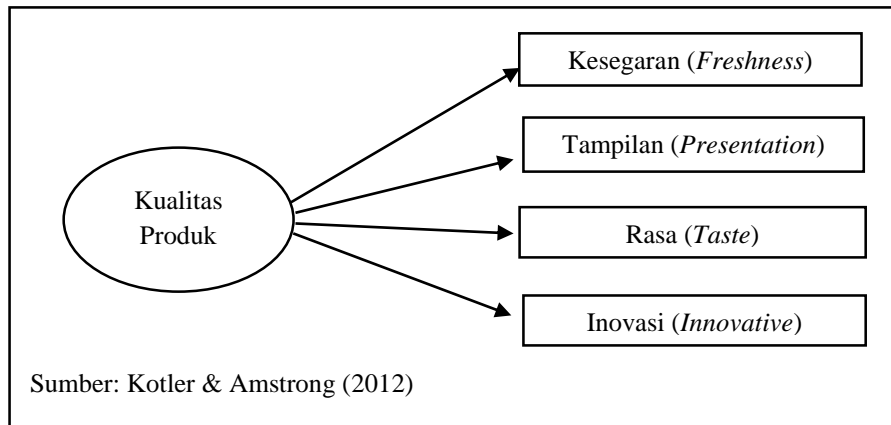 Kesegaran (Freshness)
Tampilan (Presentation)
Kualitas
Produk
Rasa (Taste)
Inovasi (Innovative)
Sumber: Kotler & Amstrong (2012)